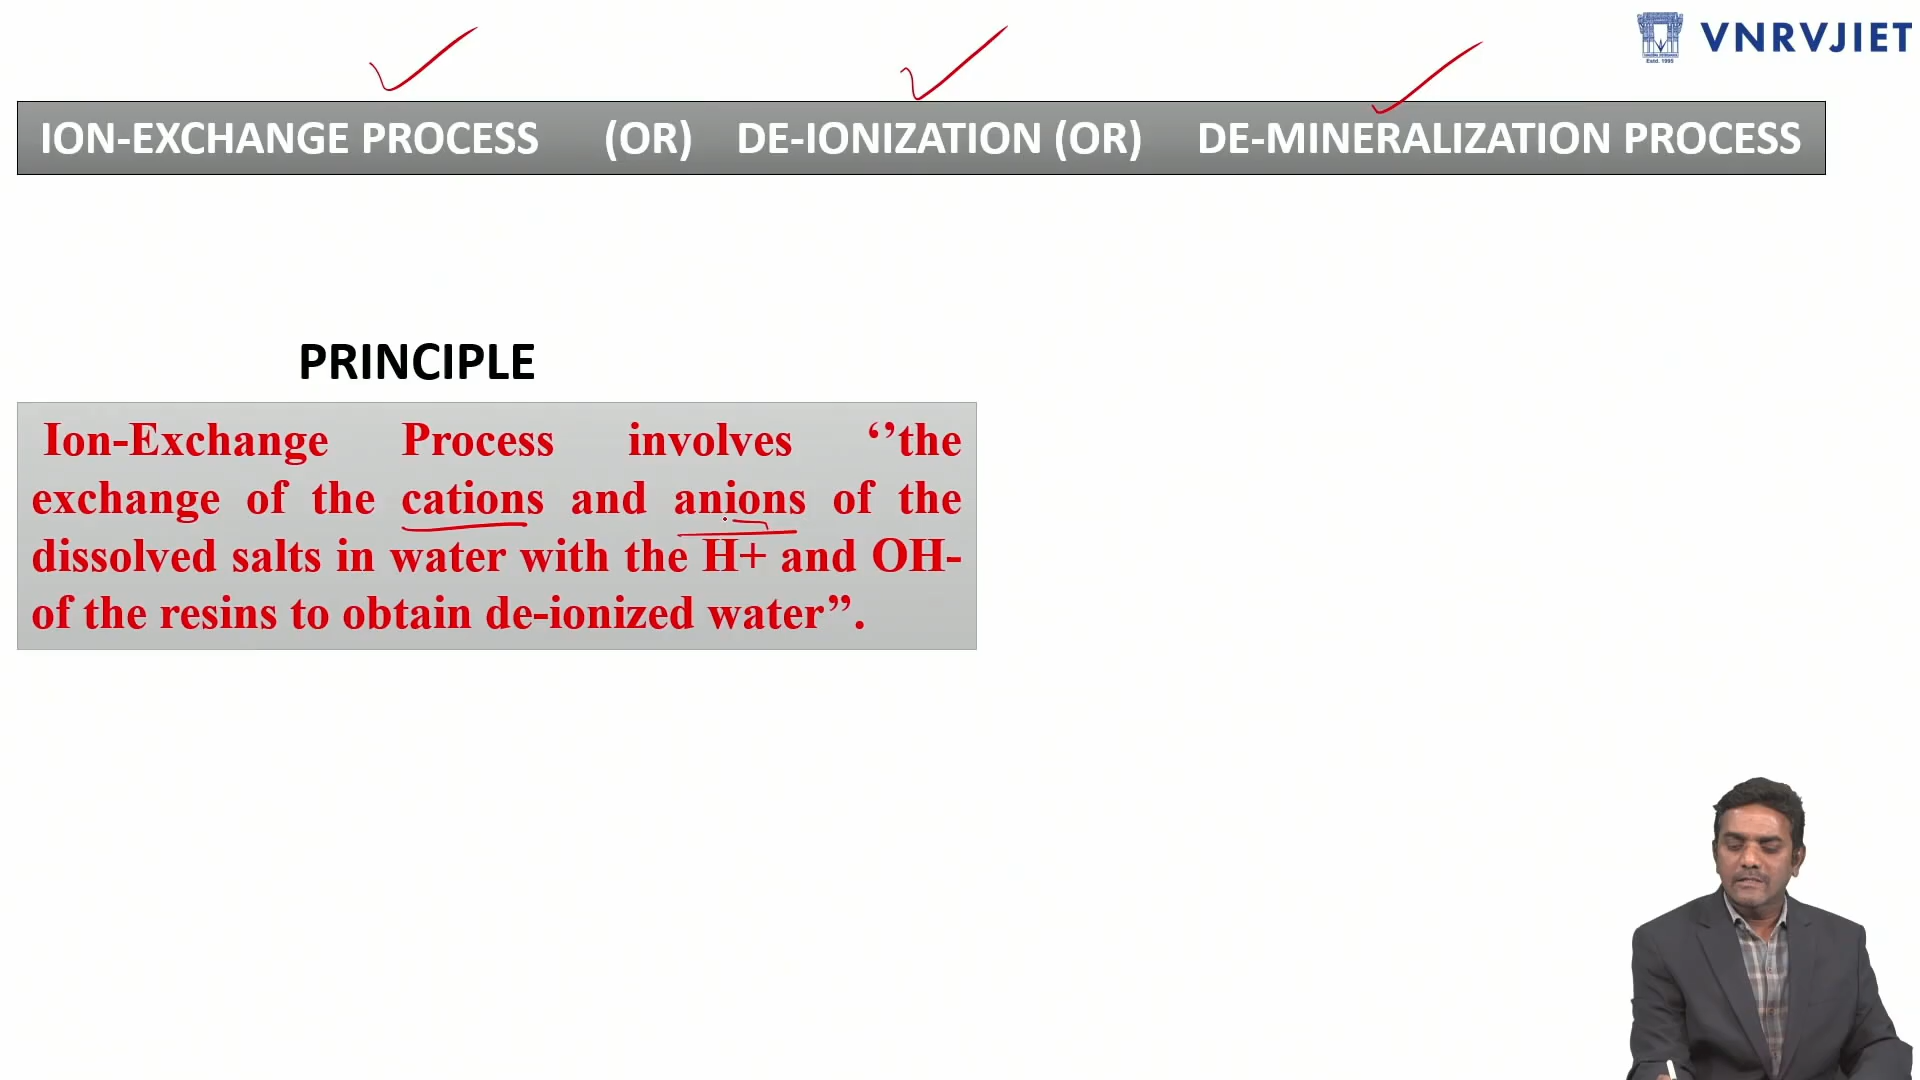 VNRVJIET
Estd. 1995
ION-EXCHANGE PROCESS (OR) DE-IONIZATION (OR) DE-MINERALIZATION PROCESS
PRINCIPLE
Ion-Exchange Process involves ‘’the
exchange of the cations and anions of the
dissolved salts in water with the H+ and OH-
of the resins to obtain de-ionized water”.